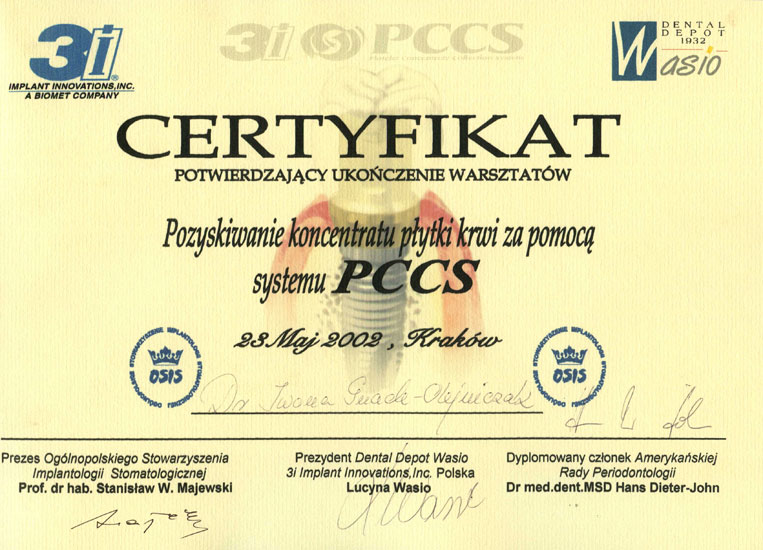 3i
IMPLANT INNOVATIONS, INC.
A BIOMET COMPANY
3i PCCS
DENTAL
DEPOT
1932
Wasio
CERTYFIKAT
POTWIERDZAJĄCY UKOŃCZENIE WARSZTATÓW
Pozyskiwanie koncentratu płytki krwi za pomocą
systemu PCCS
23 Maj 2002 , Kraków
OSIS
OSIS
Dr Iwona Gnach-Olejniczak
Prezes Ogólnopolskiego Stowarzyszenia
Implantologii Stomatologicznej
Prof. dr hab. Stanisław W. Majewski
Prezydent Dental Depot Wasio
3i Implant Innovations,Inc. Polska
Lucyna Wasio
Dyplomowany członek Amerykańskiej
Rady Periodontologii
Dr med.dent.MSD Hans Dieter-John